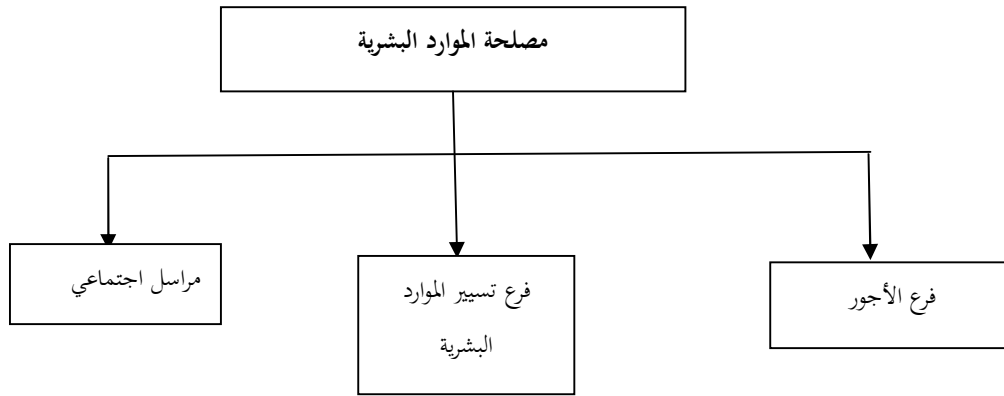 مصلحة الموارد البشرية
فرع الأجور
فرع تسيير الموارد
البشرية
مراسل اجتماعي